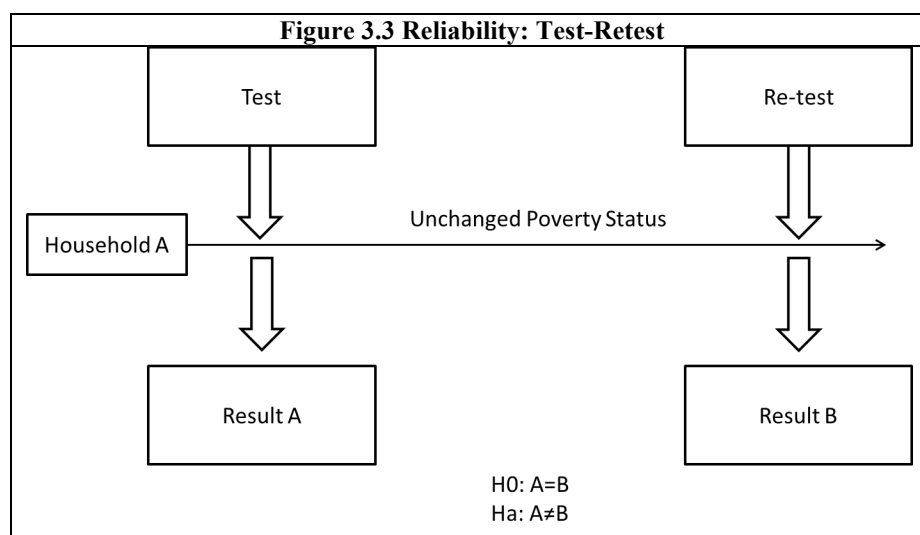 Figure 3.3 Reliability: Test-Retest
Test
Re-test
Unchanged Poverty Status
Household A
Result A
Result B
H0: A=B
Ha: A≠B